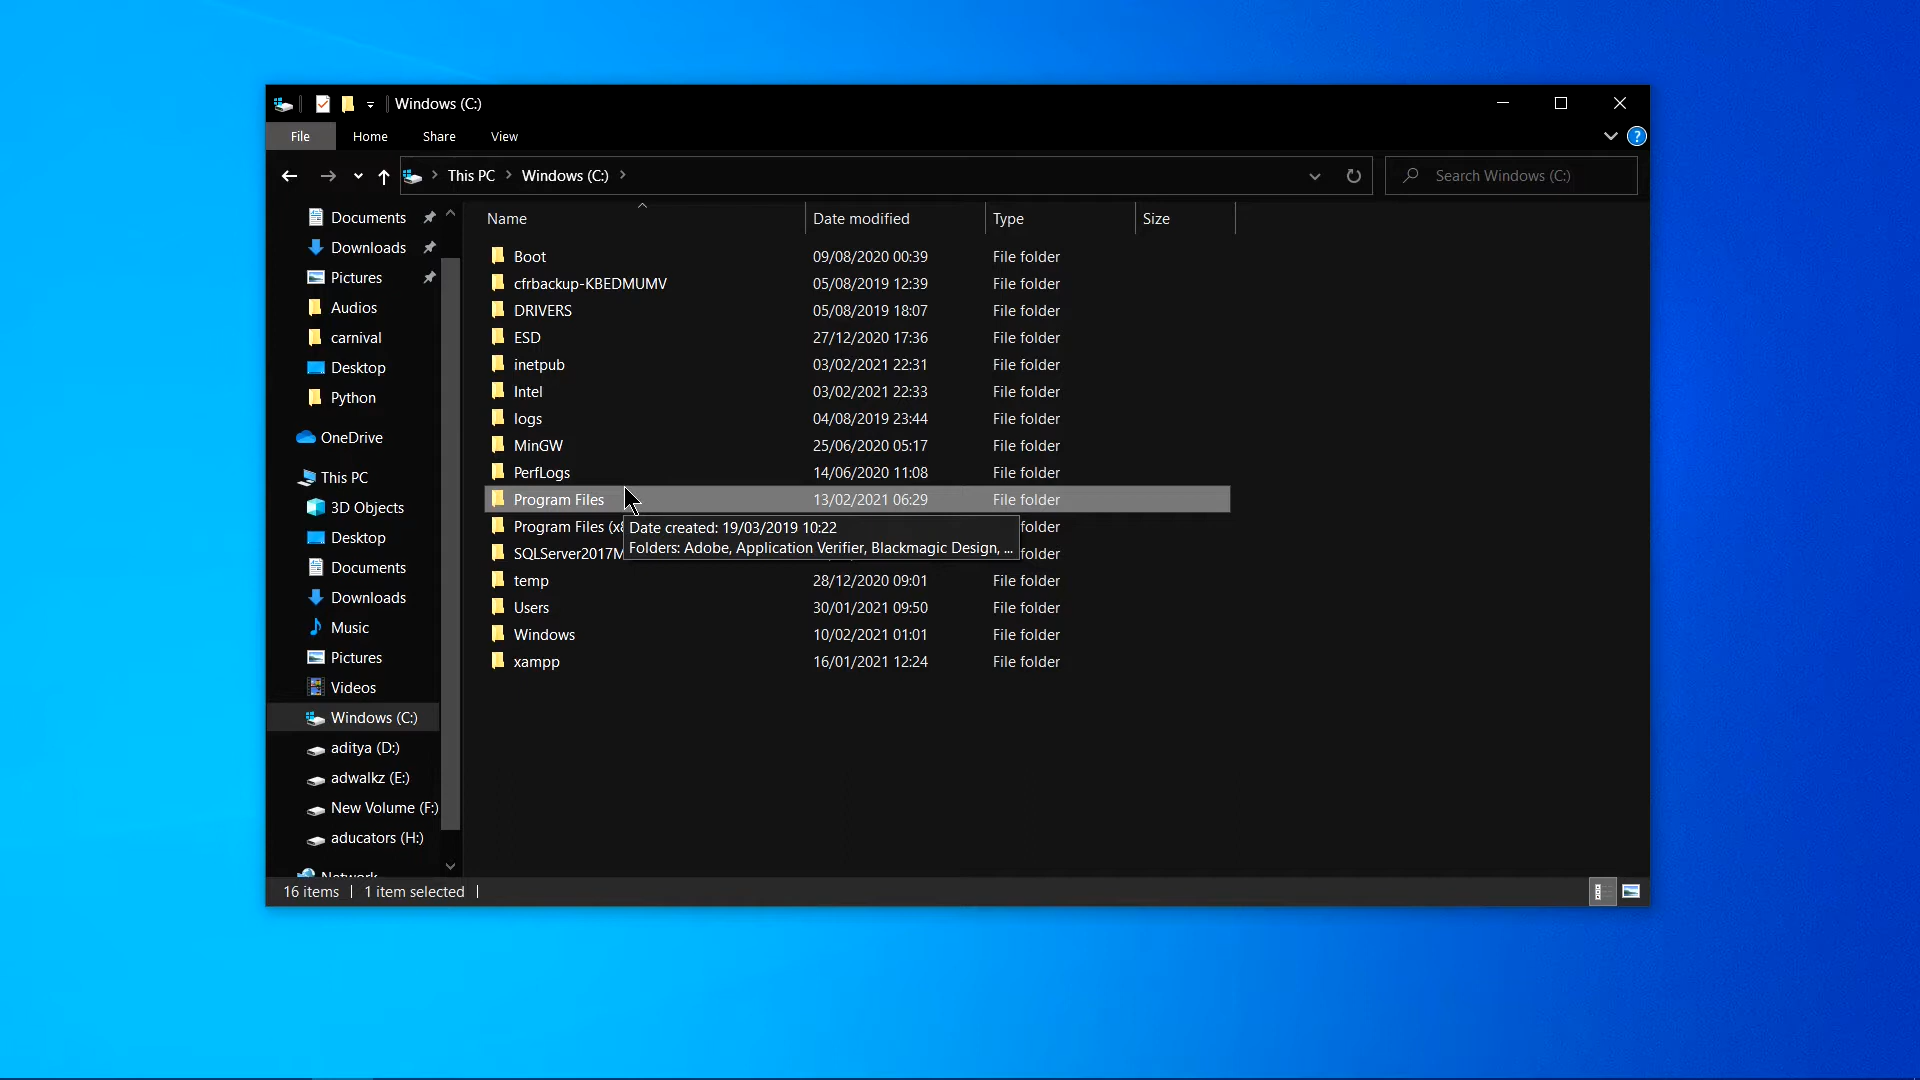 Windows (C:)
File Home Share View
This PC Windows (C:) Search Windows (C:)
Documents
Downloads
Pictures
Audios
carnival
Desktop
Python
OneDrive
This PC
3D Objects
Desktop
Documents
Downloads
Music
Pictures
Videos
Windows (C:)
aditya (D:)
adwalkz (E:)
New Volume (F:)
aducators (H:)
Network
Name Date modified Type Size
Boot 09/08/2020 00:39 File folder
cfrbackup-KBEDMUMV 05/08/2019 12:39 File folder
DRIVERS 05/08/2019 18:07 File folder
ESD 27/12/2020 17:36 File folder
inetpub 03/02/2021 22:31 File folder
Intel 03/02/2021 22:33 File folder
logs 04/08/2019 23:44 File folder
MinGW 25/06/2020 05:17 File folder
PerfLogs 14/06/2020 11:08 File folder
Program Files 13/02/2021 06:29 File folder
Program Files (x8 folder
Date created: 19/03/2019 10:22
Folders: Adobe, Application Verifier, Blackmagic Design, ...
SQLServer2017M folder
temp 28/12/2020 09:01 File folder
Users 30/01/2021 09:50 File folder
Windows 10/02/2021 01:01 File folder
xampp 16/01/2021 12:24 File folder
16 items 1 item selected